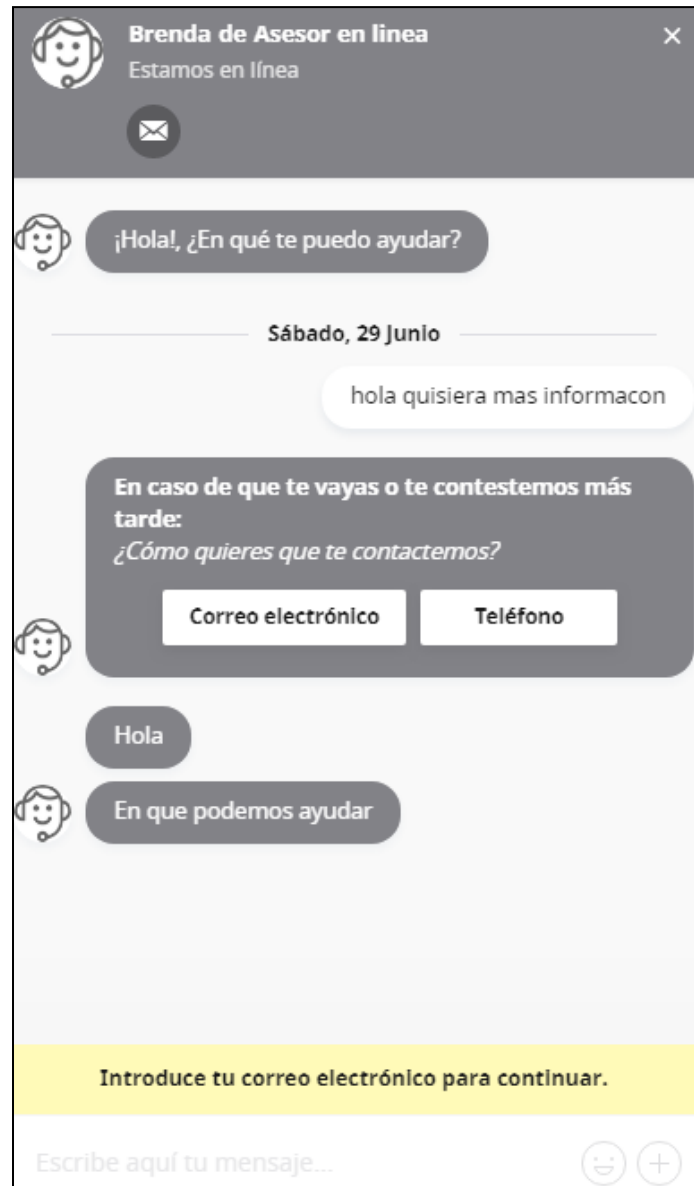 Brenda de Asesor en linea
Estamos en línea
¡Hola!, ¿En qué te puedo ayudar?
Sábado, 29 Junio
hola quisiera mas informacon
En caso de que te vayas o te contestemos más
tarde:
¿Cómo quieres que te contactemos?
Correo electrónico
Teléfono
Hola
En que podemos ayudar
Introduce tu correo electrónico para continuar.
Escribe aquí tu mensaje...